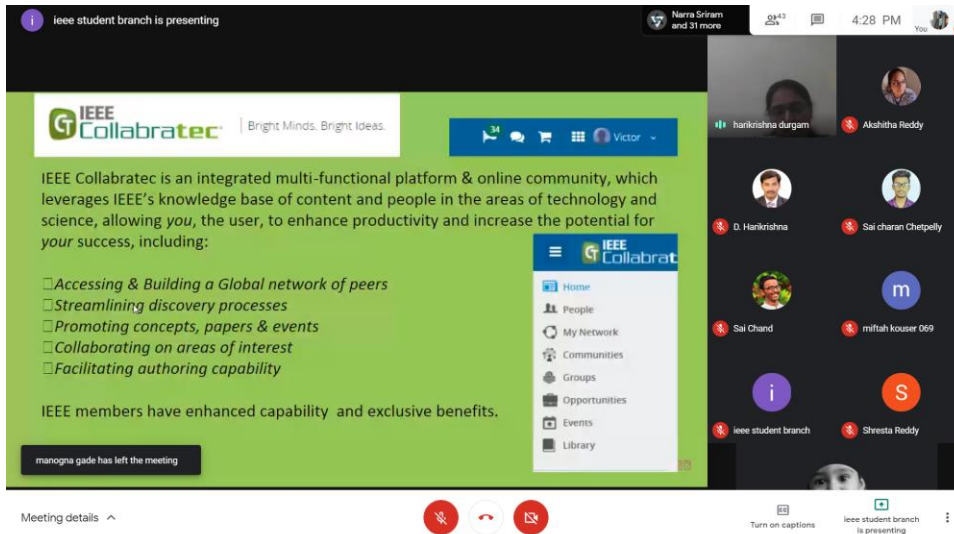 i ieee student branch is presenting
Narra Sriram
and 31 more
43
4:28 PM
You
IEEE
Collabratec
Bright Minds. Bright Ideas.
34
Victor
IEEE Collabratec is an integrated multi-functional platform & online community, which
leverages IEEE's knowledge base of content and people in the areas of technology and
science, allowing you, the user, to enhance productivity and increase the potential for
your success, including:
Accessing & Building a Global network of peers
Streamlining discovery processes
Promoting concepts, papers & events
Collaborating on areas of interest
Facilitating authoring capability
IEEE members have enhanced capability and exclusive benefits.
IEEE
Collabrat
Home
People
My Network
Communities
Groups
Opportunities
Events
Library
manogna gade has left the meeting
harikrishna durgam
Akshitha Reddy
D. Harikrishna
Sai charan Chetpelly
Sai Chand
m
miftah kouser 069
i
ieee student branch
S
Shresta Reddy
Meeting details
Turn on captions
ieee student branch
is presenting